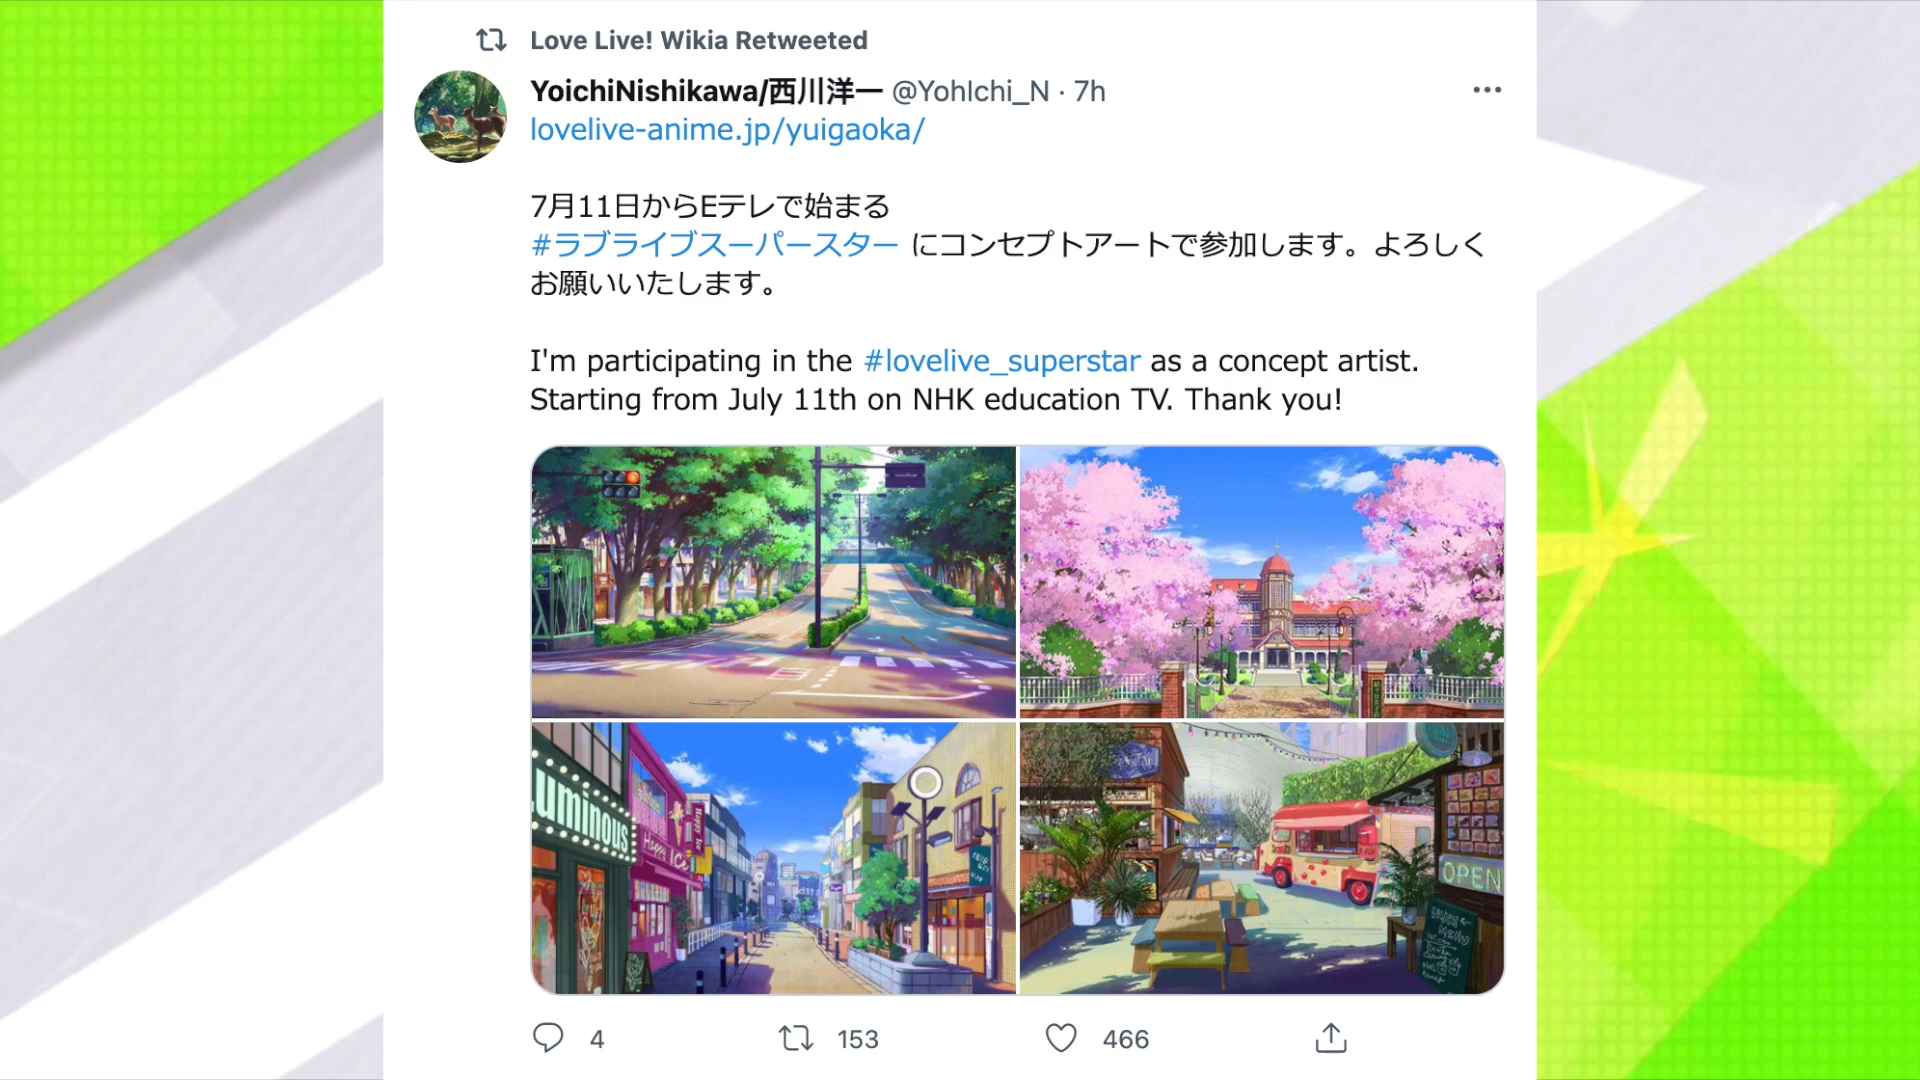 Love Live! Wikia Retweeted
YoichiNishikawa/西川洋一 @YohIchi_N · 7h
lovelive-anime.jp/yuigaoka/
7月11日からEテレで始まる
#ラブライブスーパースター にコンセプトアートで参加します。よろしく
お願いいたします。
I'm participating in the #lovelive_superstar as a concept artist.
Starting from July 11th on NHK education TV. Thank you!
uminous
Happy Ice
OPEN
4 153 466